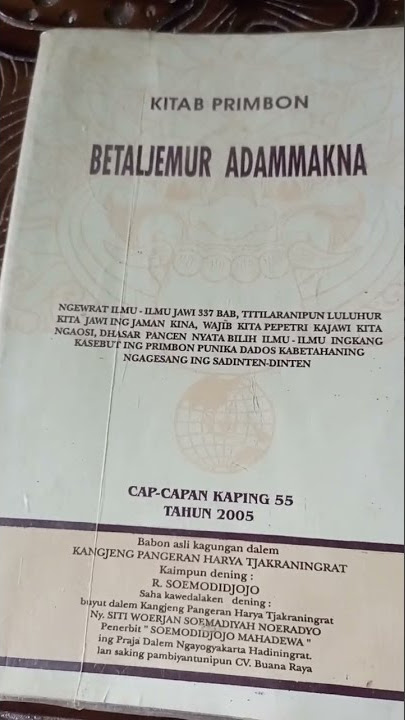 KITAB PRIMBON
BETALJEMUR ADAMMAKNA
NGEWRAT ILMU - ILMU JAWI 337 BAB, TITILARANIPUN LULUHUR
KITA JAWI ING JAMAN KINA, WAJIB KITA PEPETRI KAJAWI KITA
NGAOSI, DHASAR PANCEN NYATA BILIH ILMU - ILMU INGKANG
KASEBUT ING PRIMBON PUNIKA DADOS KABETAHANING
NGAGESANG ING SADINTEN-DINTEN
CAP-CAPAN KAPING 55
TAHUN 2005
Babon asli kagungan dalem
KANGJENG PANGERAN HARYA TJAKRANINGRAT
Kaimpun dening :
R. SOEMODIDJOJO
Saha kawedalaken dening :
buyut dalem Kangjeng Pangeran Harya Tjakraningrat
Ny. SITI WOERJAN SOEMADIYAH NOERADYO
Penerbit " SOEMODIDJOJO MAHADEWA "
ing Praja Dalem Ngayogyakarta Hadiningrat.
lan saking pambiyantunipun CV. Buana Raya